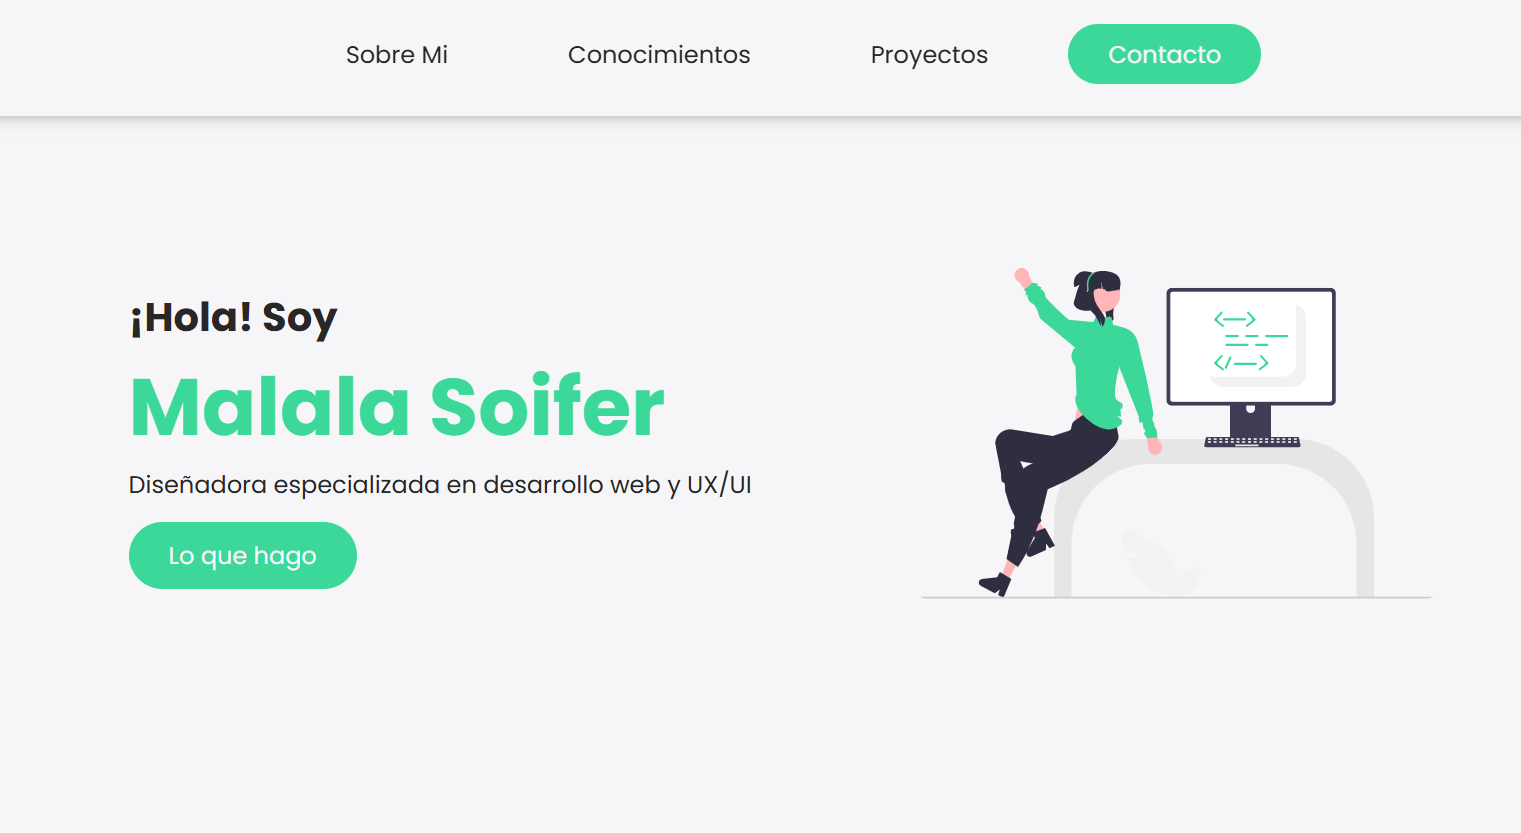 Sobre Mi Conocimientos Proyectos Contacto
¡Hola! Soy
Malala Soifer
Diseñadora especializada en desarrollo web y UX/UI
Lo que hago